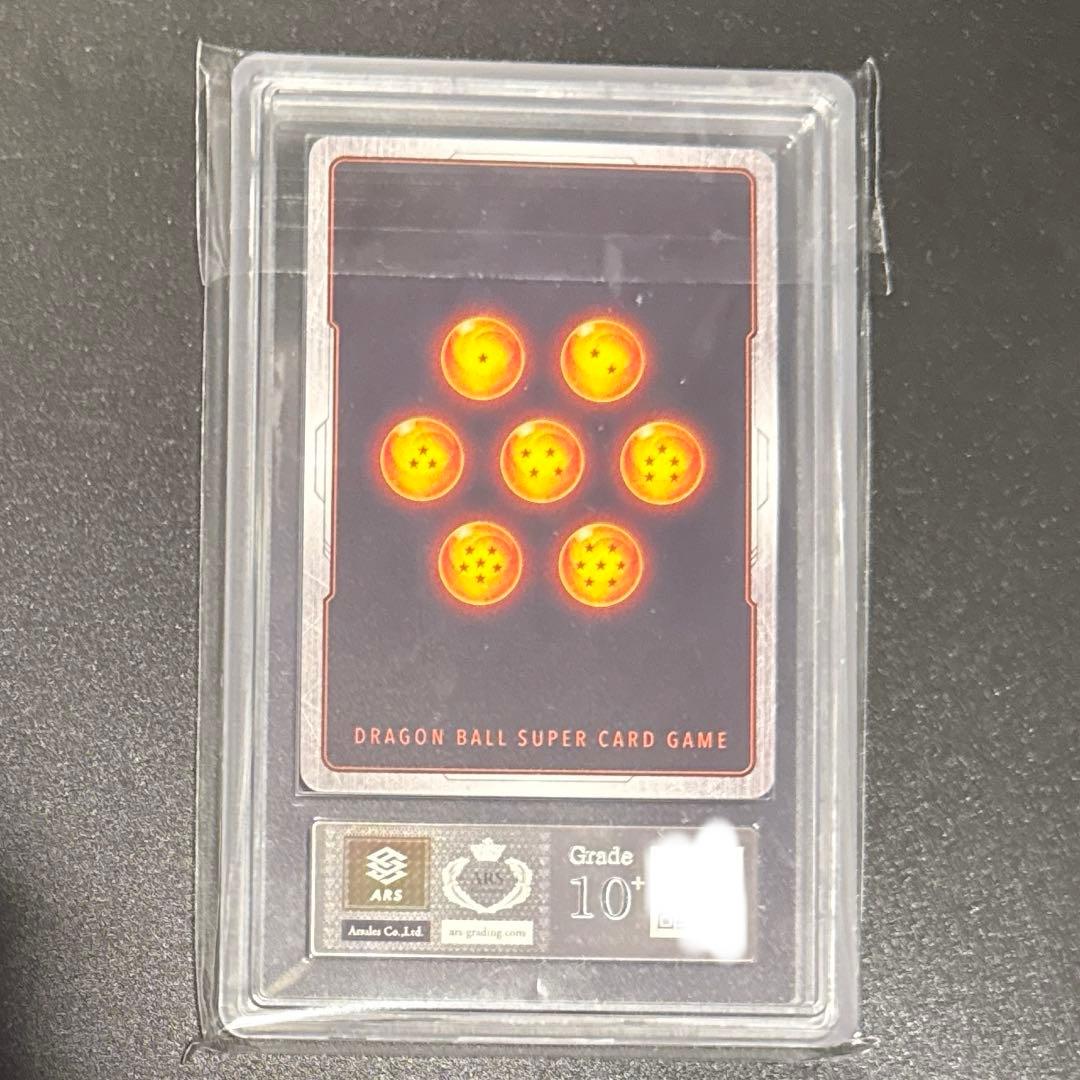 DRAGON BALL SUPER CARD GAME
ARS
Arsales Co.,Ltd.
ARS
ars-grading.com
Grade
10+